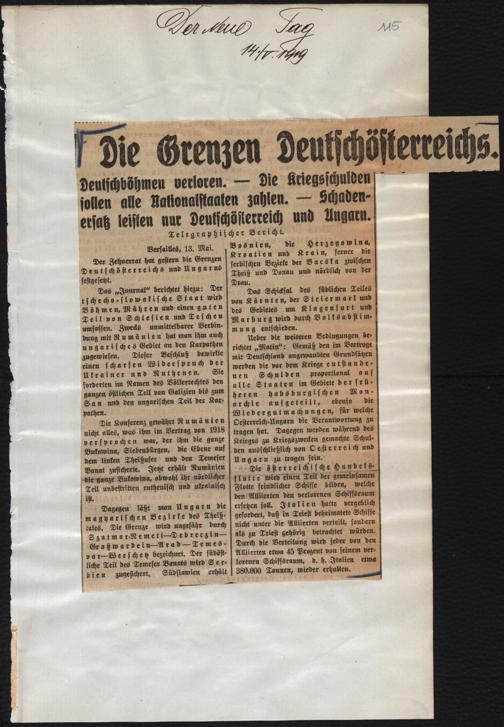 Der Neue Tag
115
14/V. 1919
Die Grenzen Deutschösterreichs.
Deutschböhmen verloren. — Die Kriegsschulden
sollen alle Nationalstaaten zahlen. — Schaden-
ersatz leisten nur Deutschösterreich und Ungarn.
Telegraphischer Bericht.
Versailles, 13. Mai.
Der Zehnerrat hat gestern die Grenzen
Deutschösterreichs und Ungarns
festgesetzt.
Das „Journal" berichtet hiezu: Der
tschecho-slowakische Staat wird
Böhmen, Mähren und einen guten
Teil von Schlesien und Teschen
umfassen. Zwecks unmittelbarer Verbin-
dung mit Rumänien hat man ihm auch
ungarisches Gebiet en den Karpathen
zugewiesen. Dieser Beschluß bewirkte
einen scharfen Widerspruch der
Ukrainer und Ruthenen. Sie
forderten im Namen des Völkerrechtes den
ganzen östlichen Teil von Galizien bis zum
San und den ungarischen Teil der Kar-
pathen.
Die Konferenz gewährt Rumänien
nicht alles, was ihm im Vertrag von 1918
versprochen war, der ihm die ganze
Bukowina, Siebenbürgen, die Ebene auf
dem linken Theißufer und den Temeser
Banat zusicherte. Jetzt erhält Rumänien
die ganze Bukowina, obwohl ihr nördlicher
Teil unbestritten ruthenisch und ukrainisch
ist.
Dagegen läßt man Ungarn die
magyarischen Bezirke des Theiß-
tales. Die Grenze wird ungefähr durch
Szatmar-Nemeti—Debreczin—
Großwardein—Arad—Temes-
var—Werschetz bezeichnet. Der südöst-
liche Teil des Temeser Banats wird Ser-
bien zugesichert. Südslawien erhält
Bosnien, die Herzegowina,
Kroatien und Krain, ferner die
serbischen Bezirke der Bacska zwischen
Theiß und Donau und nördlich von der
Drau.
Das Schicksal des südlichen Teiles
von Kärnten, der Steiermark und
des Gebietes um Klagenfurt und
Marburg wird durch Volksabstim-
mung entschieden.
Ueber die weiteren Bedingungen be-
richtet „Matin": Gemäß den im Vertrage
mit Deutschland angewandten Grundsätzen
werden die vor dem Kriege entstande-
nen Schulden proportional auf
alle Staaten im Gebiete der frü-
heren habsburgischen Mon-
archie aufgeteilt, ebenso die
Wiedergutmachungen, für welche
Oesterreich-Ungarn die Verantwortung zu
tragen hat. Dagegen werden während des
Krieges zu Kriegszwecken gemachte Schul-
den ausschließlich von Oesterreich und
Ungarn zu tragen sein.
Die österreichische Handels-
flotte wird einen Teil der gemeinsamen
Flotte feindlicher Schiffe bilden, welche
den Alliierten den verlorenen Schiffsraum
ersetzen soll. Italien hatte vergeblich
gefordert, daß in Triest beheimatete Schiffe
nicht unter die Alliierten verteilt, sondern
als zu Triest gehörig betrachtet würden.
Durch die Verteilung wird jeder von den
Alliierten etwa 45 Prozent von seinem ver-
lorenen Schiffsraum, d. h. Italien etwa
380.000 Tonnen, wieder erhalten.